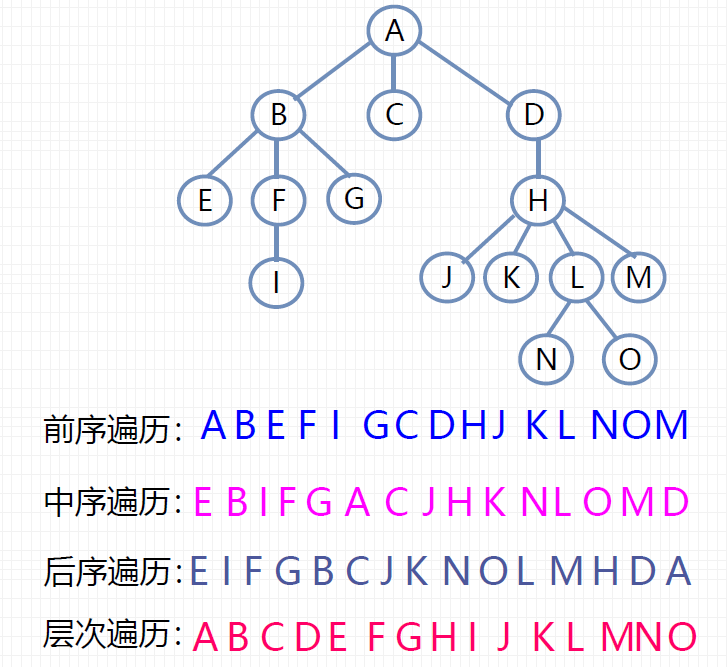 A
B C D
E F G H
I J K L M
N O
前序遍历: A B E F I G C D H J K L N O M
中序遍历: E B I F G A C J H K N L O M D
后序遍历: E I F G B C J K N O L M H D A
层次遍历: A B C D E F G H I J K L M N O